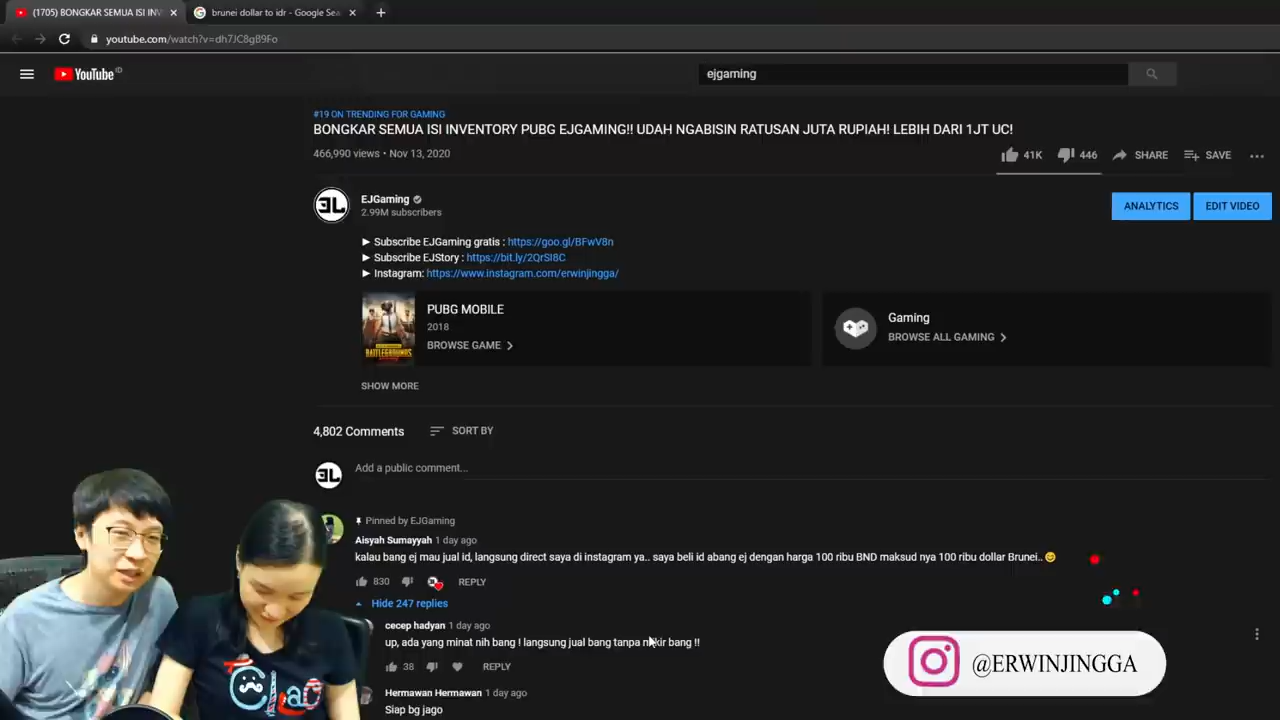 (1705) BONGKAR SEMUA ISI INV
brunei dollar to idr - Google Sea
youtube.com/watch?v=dh7JC8gB9Fo
YouTube ID
ejgaming
#19 ON TRENDING FOR GAMING
BONGKAR SEMUA ISI INVENTORY PUBG EJGAMING!! UDAH NGABISIN RATUSAN JUTA RUPIAH! LEBIH DARI 1JT UC!
466,990 views • Nov 13, 2020
41K
446
SHARE
SAVE
EJGaming
2.99M subscribers
ANALYTICS
EDIT VIDEO
► Subscribe EJGaming gratis : https://goo.gl/BFwV8n
► Subscribe EJStory : https://bit.ly/2QrSI8C
► Instagram: https://www.instagram.com/erwinjingga/
BATTLEGROUNDS
PUBG MOBILE
2018
BROWSE GAME
Gaming
BROWSE ALL GAMING
SHOW MORE
4,802 Comments
SORT BY
Add a public comment...
Pinned by EJGaming
Aisyah Sumayyah 1 day ago
kalau bang ej mau jual id, langsung direct saya di instagram ya.. saya beli id abang ej dengan harga 100 ribu BND maksud nya 100 ribu dollar Brunei.. 😊
830
REPLY
Hide 247 replies
cecep hadyan 1 day ago
up, ada yang minat nih bang ! langsung jual bang tanpa mikir bang !!
38
REPLY
Hermawan Hermawan 1 day ago
Siap bg jago
Ciao
@ERWINJINGGA